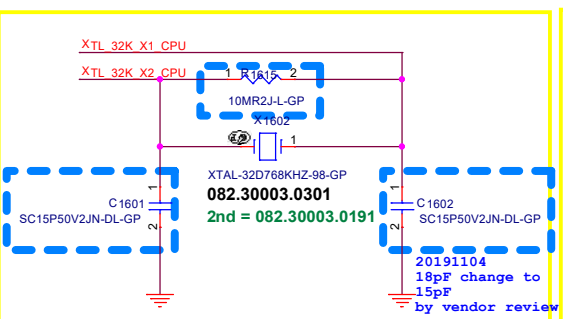 XTL_32K_X1_CPU
XTL_32K_X2_CPU
1 R1615 2
10MR2J-L-GP
X1602
1
XTAL-32D768KHZ-98-GP
082.30003.0301
2nd = 082.30003.0191
1
C1601
SC15P50V2JN-DL-GP
2
1
C1602
SC15P50V2JN-DL-GP
2
20191104
18pF change to
15pF
by vendor review